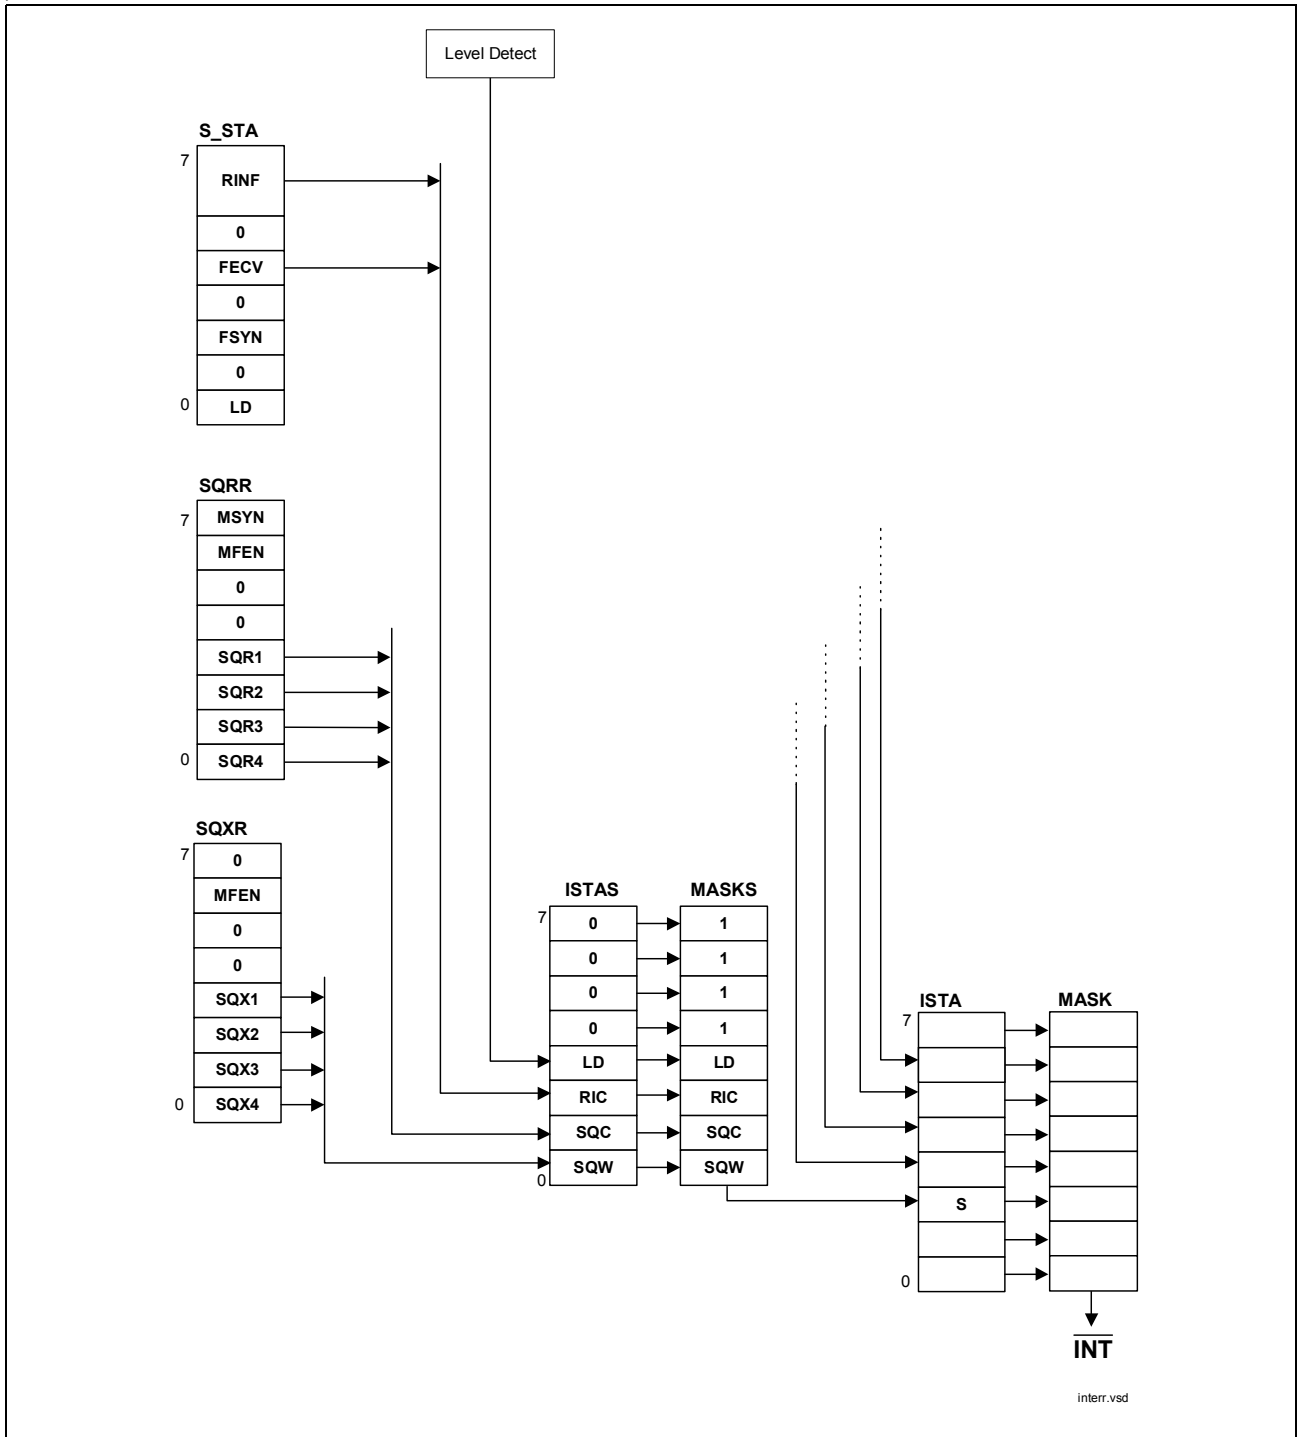 Level Detect
S_STA
7
RINF
0
FECV
0
FSYN
0
0 LD
SQRR
7 MSYN
MFEN
0
0
SQR1
SQR2
SQR3
0 SQR4
SQXR
7 0
MFEN
0
0
SQX1
SQX2
SQX3
0 SQX4
ISTAS MASKS
7 0 1
0 1
0 1
0 1
LD LD
RIC RIC
SQC SQC
SQW SQW
0
ISTA MASK
7
S
0
INT
interr.vsd